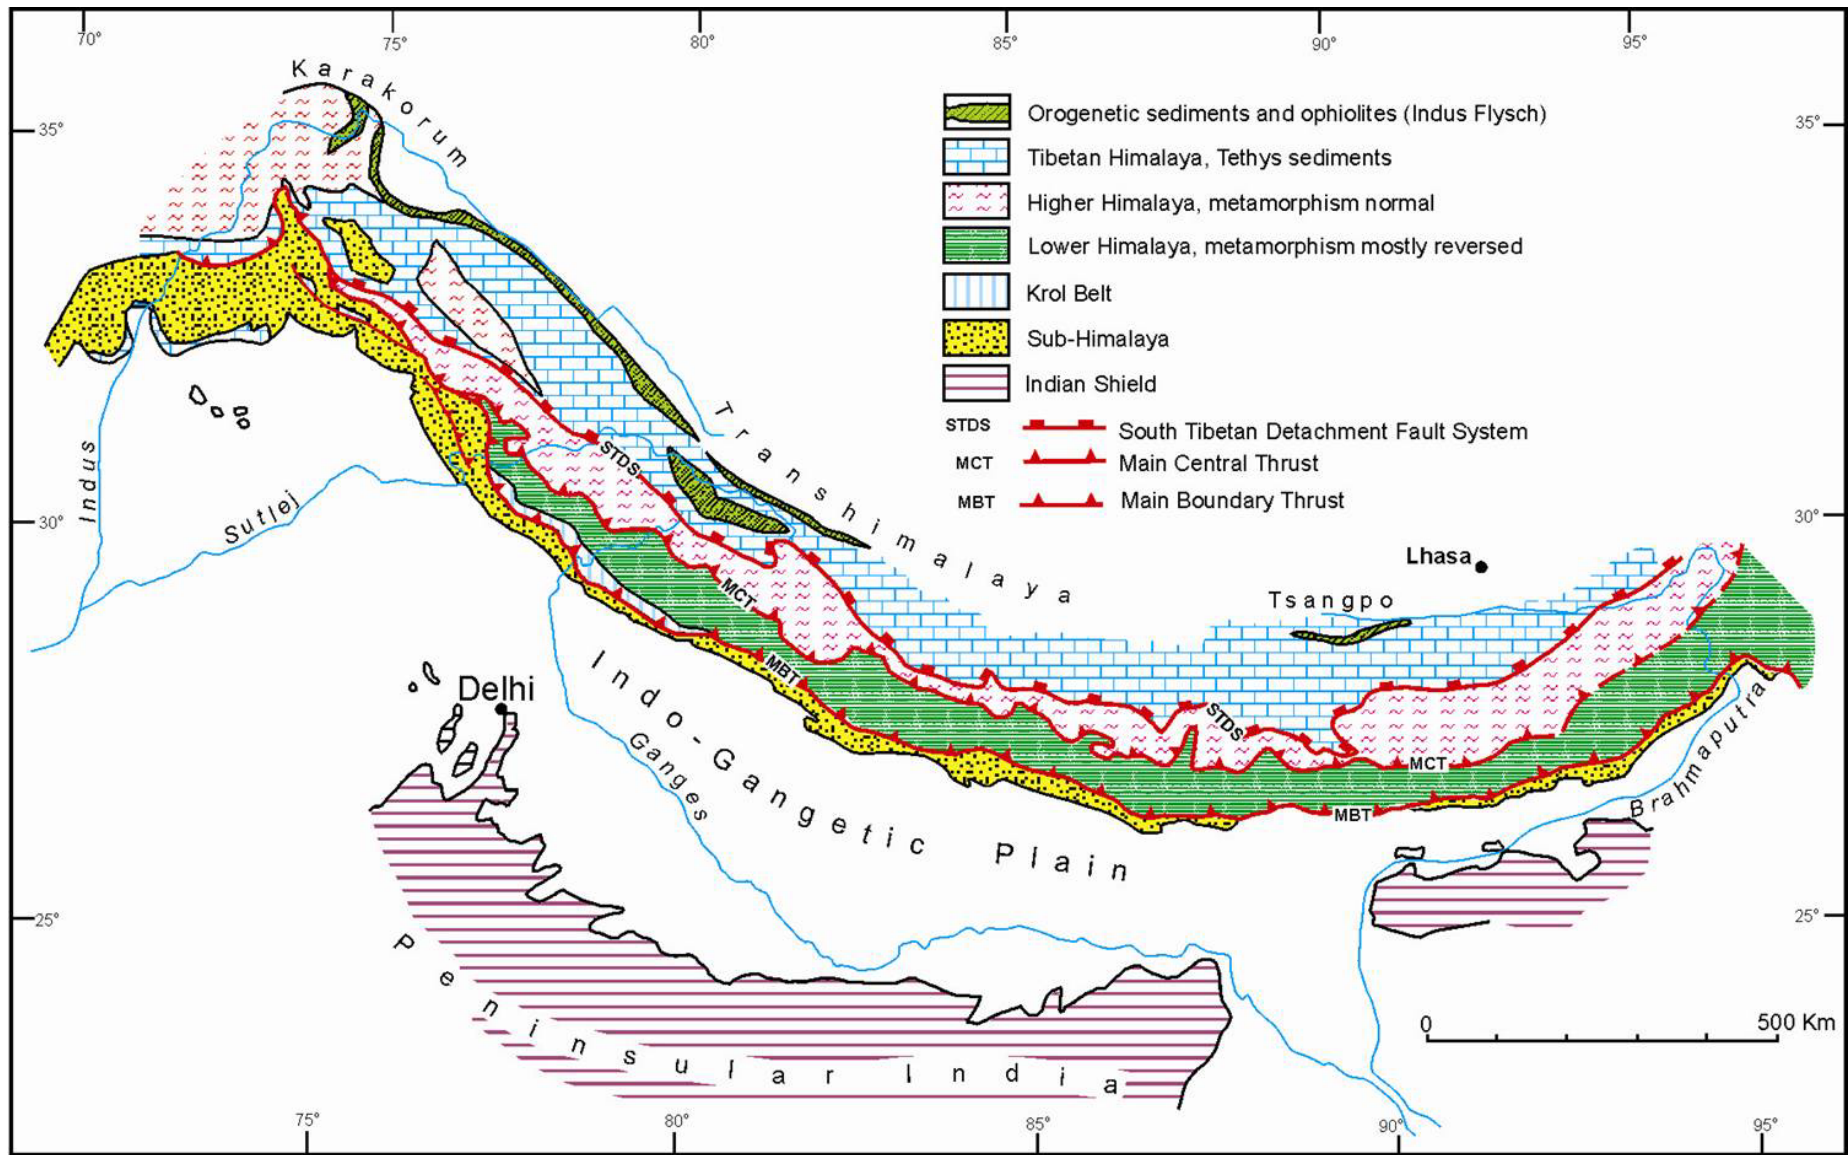 70°
75°
80°
85°
90°
95°
Karakorum
35°
35°
Orogenetic sediments and ophiolites (Indus Flysch)
Tibetan Himalaya, Tethys sediments
Higher Himalaya, metamorphism normal
Lower Himalaya, metamorphism mostly reversed
Krol Belt
Sub-Himalaya
Indian Shield
STDS South Tibetan Detachment Fault System
MCT Main Central Thrust
MBT Main Boundary Thrust
Transhimalaya
STDS
Indus
Sutlej
30°
30°
Lhasa
Tsangpo
MCT
MBT
Delhi
STDS
MCT
MBT
Indo-Gangetic Plain
Ganges
Brahmaputra
25°
25°
Peninsular India
0
500 Km
75°
80°
85°
90°
95°